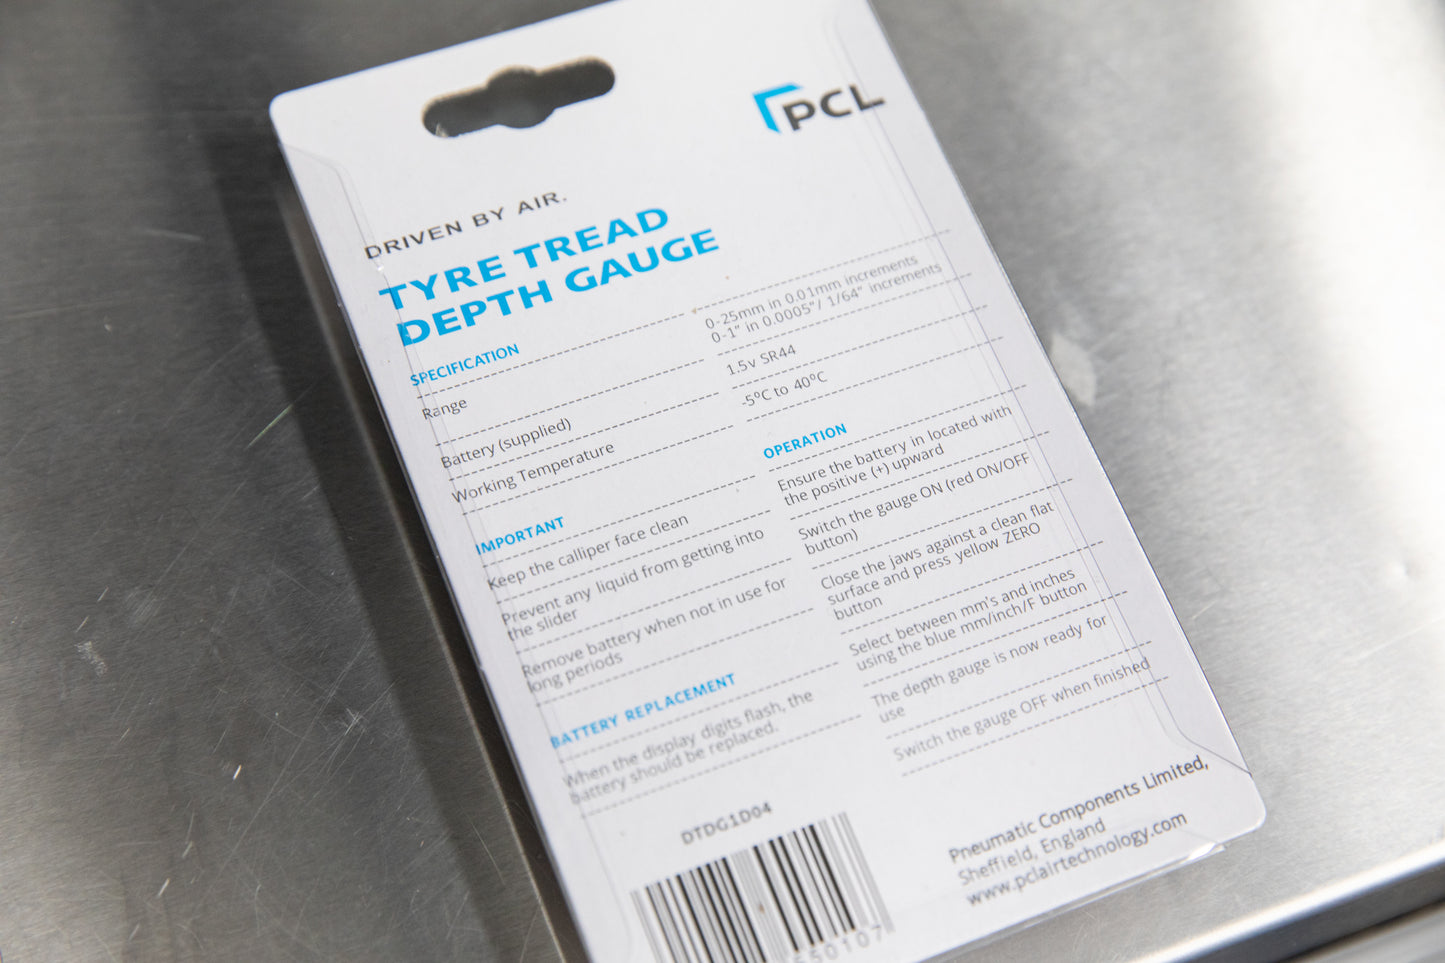 PCL
DRIVEN BY AIR.
TYRE TREAD
DEPTH GAUGE
SPECIFICATION
Range
0-25mm in 0.01mm increments
0-1" in 0.0005"/ 1/64" increments
Battery (supplied)
1.5v SR44
Working Temperature
-5ºC to 40ºC
IMPORTANT
Keep the calliper face clean
Prevent any liquid from getting into
the slider
Remove battery when not in use for
long periods
BATTERY REPLACEMENT
When the display digits flash, the
battery should be replaced.
OPERATION
Ensure the battery in located with
the positive (+) upward
Switch the gauge ON (red ON/OFF
button)
Close the jaws against a clean flat
surface and press yellow ZERO
button
Select between mm's and inches
using the blue mm/inch/F button
The depth gauge is now ready for
use
Switch the gauge OFF when finished
DTDG1D04
Pneumatic Components Limited,
Sheffield, England
www.pclairtechnology.com